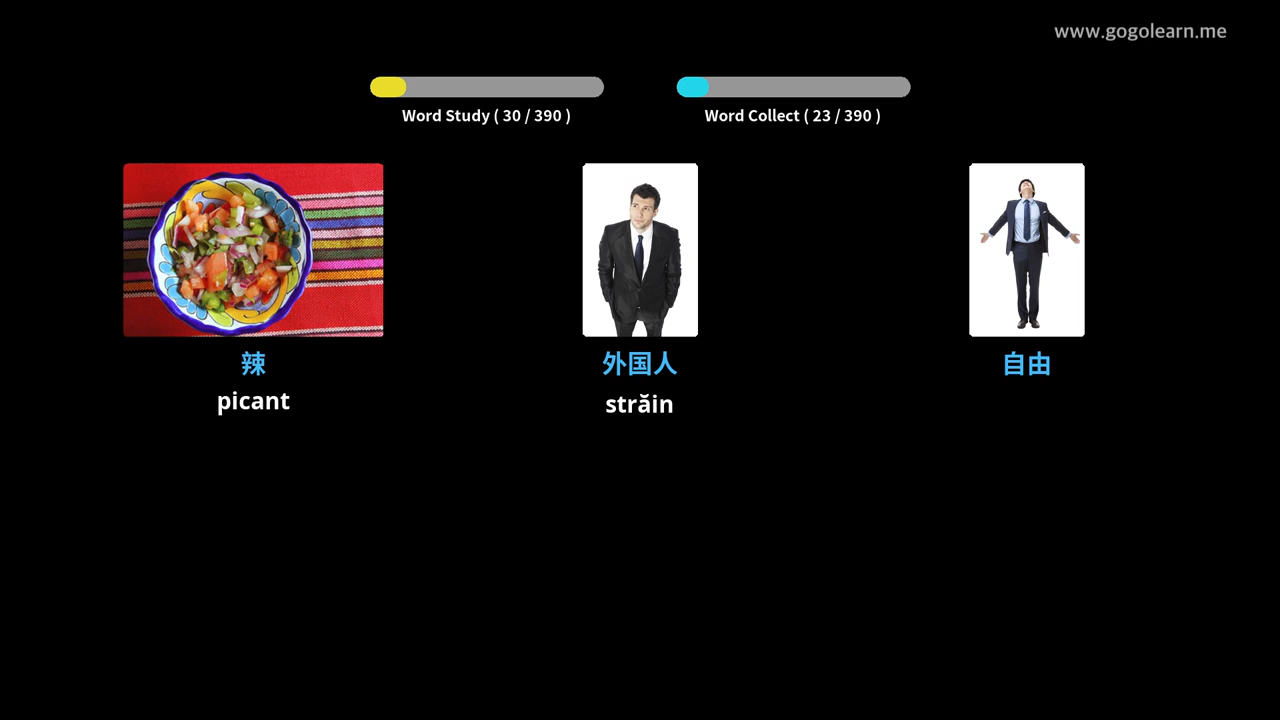 www.gogolearn.me
Word Study ( 30 / 390 )
Word Collect ( 23 / 390 )
辣
外国人
自由
picant
străin